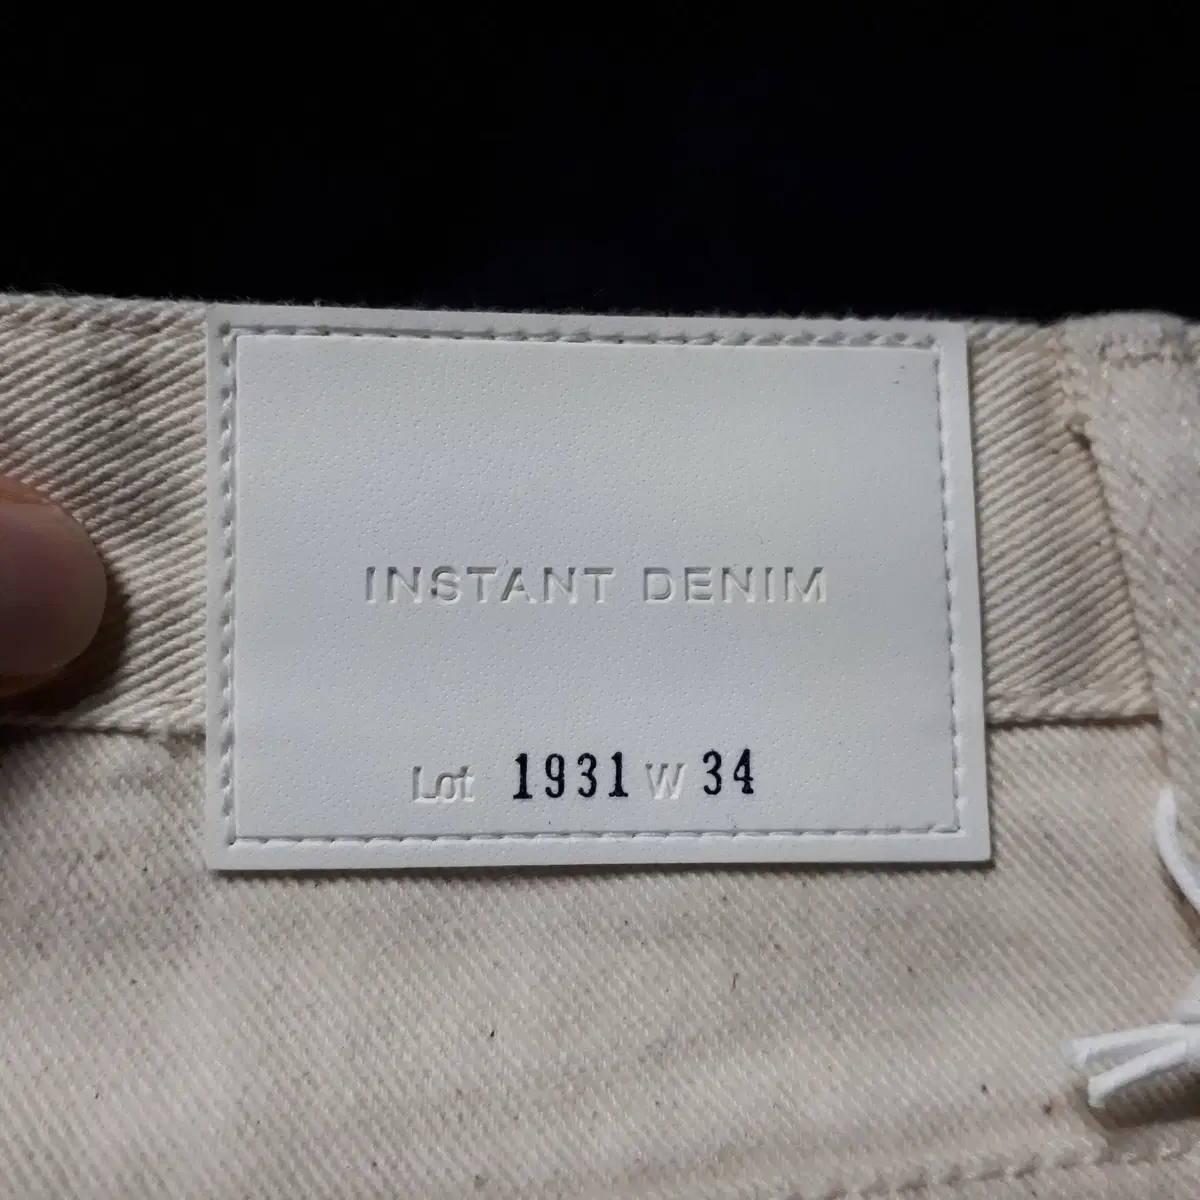 INSTANT DENIM
Lot 1931 W 34